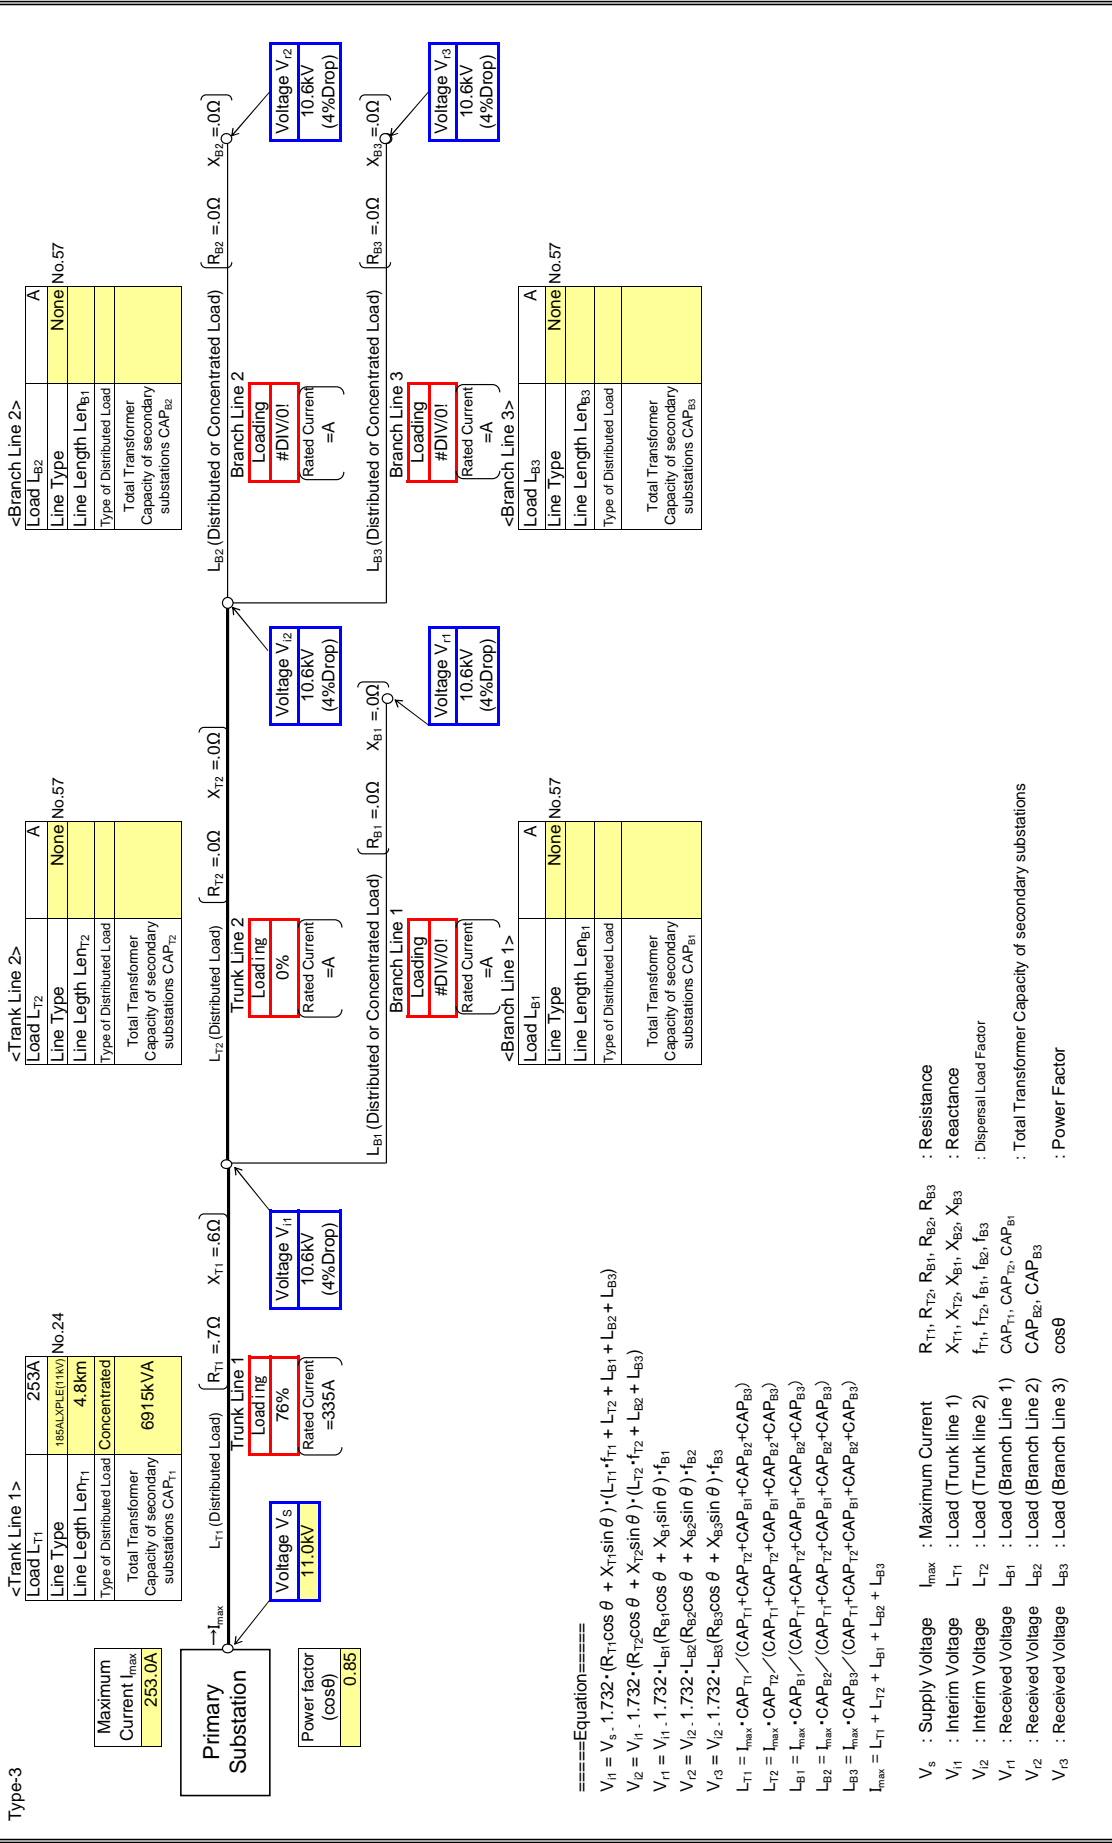 Type-3
Maximum
Current Imax
253.0A
Primary
Substation
→Imax
Power factor
(cosθ)
0.85
Voltage VS
11.0kV
<Trank Line 1>
Load LT1 253A
Line Type 185ALXPLE(11kV) No.24
Line Legth LenT1 4.8km
Type of Distributed Load Concentrated
Total Transformer
Capacity of secondary
substations CAPT1
6915kVA
LT1 (Distributed Load) RT1 =.7Ω XT1 =.6Ω
Trunk Line 1
Loading
76%
Rated Current
=335A
Voltage Vi1
10.6kV
(4%Drop)
<Trank Line 2>
Load LT2 A
Line Type None No.57
Line Length LenT2
Type of Distributed Load
Total Transformer
Capacity of secondary
substations CAPT2
LT2 (Distributed Load) RT2 =.0Ω XT2 =.0Ω
Trunk Line 2
Loading
0%
Rated Current
=A
Voltage Vi2
10.6kV
(4%Drop)
LB1 (Distributed or Concentrated Load) RB1 =.0Ω XB1 =.0Ω
Branch Line 1
Loading
#DIV/0!
Rated Current
=A
Voltage Vr1
10.6kV
(4%Drop)
<Branch Line 1>
Load LB1 A
Line Type None No.57
Line Length LenB1
Type of Distributed Load
Total Transformer
Capacity of secondary
substations CAPB1
<Branch Line 2>
Load LB2 A
Line Type None No.57
Line Length LenB1
Type of Distributed Load
Total Transformer
Capacity of secondary
substations CAPB2
LB2 (Distributed or Concentrated Load) RB2 =.0Ω XB2 =.0Ω
Branch Line 2
Loading
#DIV/0!
Rated Current
=A
Voltage Vr2
10.6kV
(4%Drop)
LB3 (Distributed or Concentrated Load) RB3 =.0Ω XB3 =.0Ω
Branch Line 3
Loading
#DIV/0!
Rated Current
=A
Voltage Vr3
10.6kV
(4%Drop)
<Branch Line 3>
Load LB3 A
Line Type None No.57
Line Length LenB3
Type of Distributed Load
Total Transformer
Capacity of secondary
substations CAPB3
=====Equation=====
Vi1 = Vs - 1.732・(RT1cos θ + XT1sin θ)・(LT1・fT1 + LT2 + LB1 + LB2 + LB3)
Vi2 = Vi1 - 1.732・(RT2cos θ + XT2sin θ)・(LT2・fT2 + LB2 + LB3)
Vr1 = Vi1 - 1.732・LB1(RB1cos θ + XB1sin θ)・fB1
Vr2 = Vi2 - 1.732・LB2(RB2cos θ + XB2sin θ)・fB2
Vr3 = Vi2 - 1.732・LB3(RB3cos θ + XB3sin θ)・fB3
LT1 = Imax・CAPT1／(CAPT1+CAPT2+CAPB1+CAPB2+CAPB3)
LT2 = Imax・CAPT2／(CAPT1+CAPT2+CAPB1+CAPB2+CAPB3)
LB1 = Imax・CAPB1／(CAPT1+CAPT2+CAPB1+CAPB2+CAPB3)
LB2 = Imax・CAPB2／(CAPT1+CAPT2+CAPB1+CAPB2+CAPB3)
LB3 = Imax・CAPB3／(CAPT1+CAPT2+CAPB1+CAPB2+CAPB3)
Imax = LT1 + LT2 + LB1 + LB2 + LB3
Vs : Supply Voltage Imax : Maximum Current RT1, RT2, RB1, RB2, RB3 : Resistance
Vi1 : Interim Voltage LT1 : Load (Trunk line 1) XT1, XT2, XB1, XB2, XB3 : Reactance
Vi2 : Interim Voltage LT2 : Load (Trunk line 2) fT1, fT2, fB1, fB2, fB3 : Dispersal Load Factor
Vr1 : Received Voltage LB1 : Load (Branch Line 1) CAPT1, CAPT2, CAPB1
Vr2 : Received Voltage LB2 : Load (Branch Line 2) CAPB2, CAPB3 : Total Transformer Capacity of secondary substations
Vr3 : Received Voltage LB3 : Load (Branch Line 3) cosθ : Power Factor